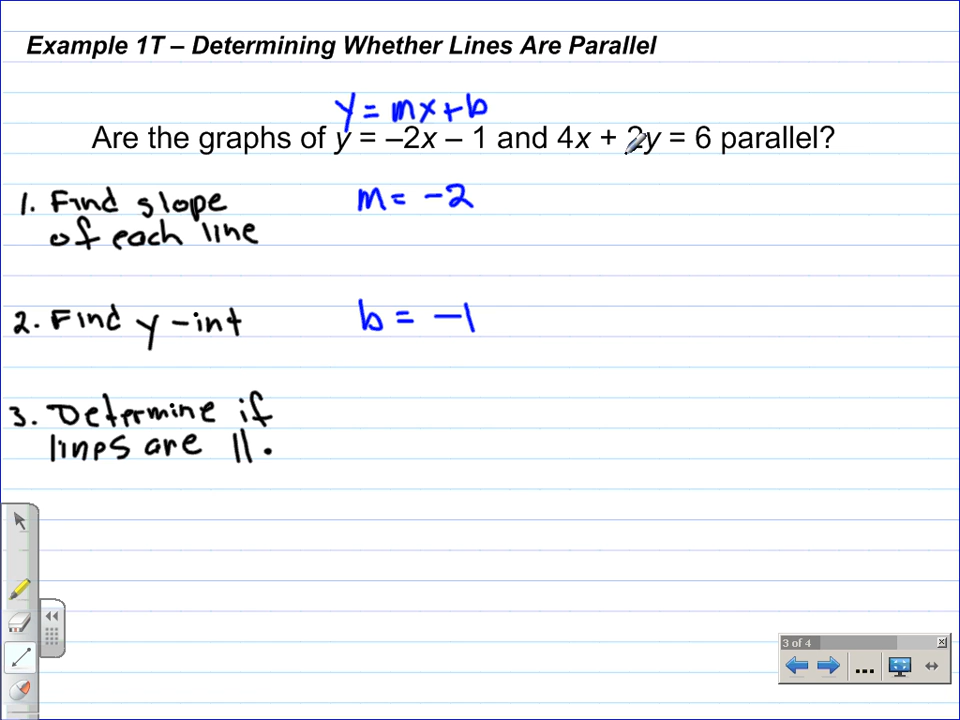 Example 1T – Determining Whether Lines Are Parallel
y = mx+b
Are the graphs of y = –2x – 1 and 4x + 2y = 6 parallel?
1. Find slope
of each line
m = -2
2. Find y-int
b = -1
3. Determine if
lines are ||.
3 of 4
...